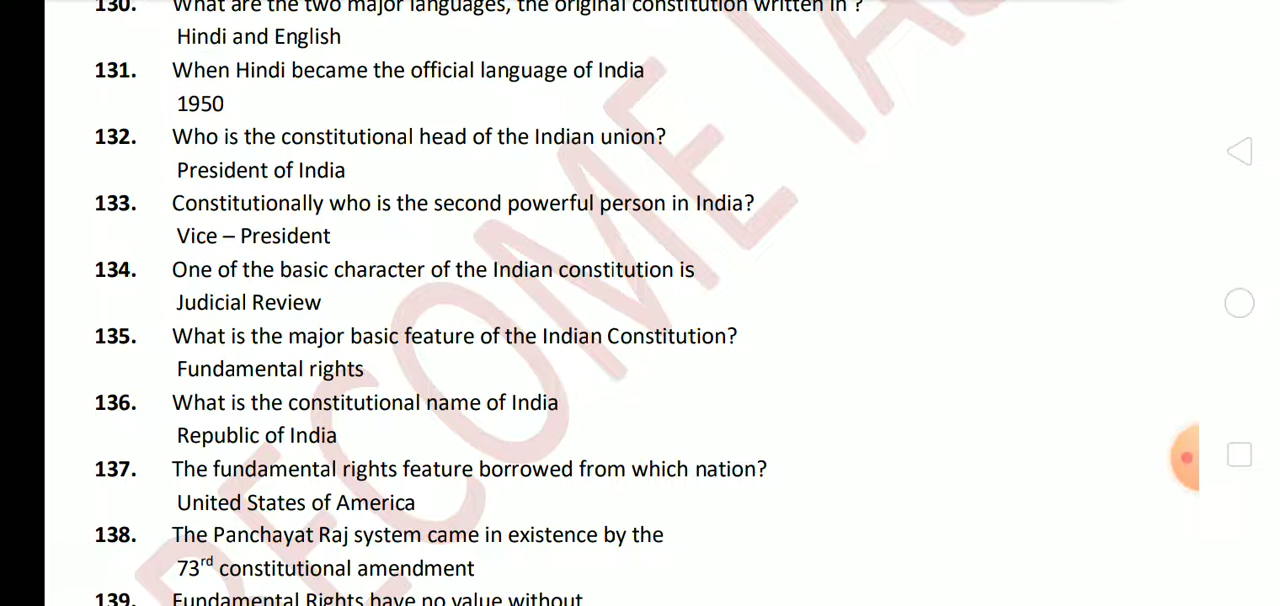 130. What are the two major languages, the original constitution written in ?
Hindi and English
131. When Hindi became the official language of India
1950
132. Who is the constitutional head of the Indian union?
President of India
133. Constitutionally who is the second powerful person in India?
Vice – President
134. One of the basic character of the Indian constitution is
Judicial Review
135. What is the major basic feature of the Indian Constitution?
Fundamental rights
136. What is the constitutional name of India
Republic of India
137. The fundamental rights feature borrowed from which nation?
United States of America
138. The Panchayat Raj system came in existence by the
73rd constitutional amendment
139. Fundamental Rights have no value without
BECOME IAS